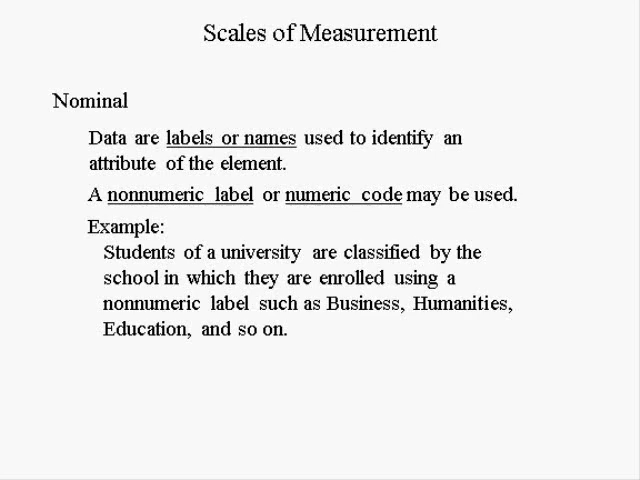 Scales of Measurement
Nominal
Data are labels or names used to identify an
attribute of the element.
A nonnumeric label or numeric code may be used.
Example:
Students of a university are classified by the
school in which they are enrolled using a
nonnumeric label such as Business, Humanities,
Education, and so on.